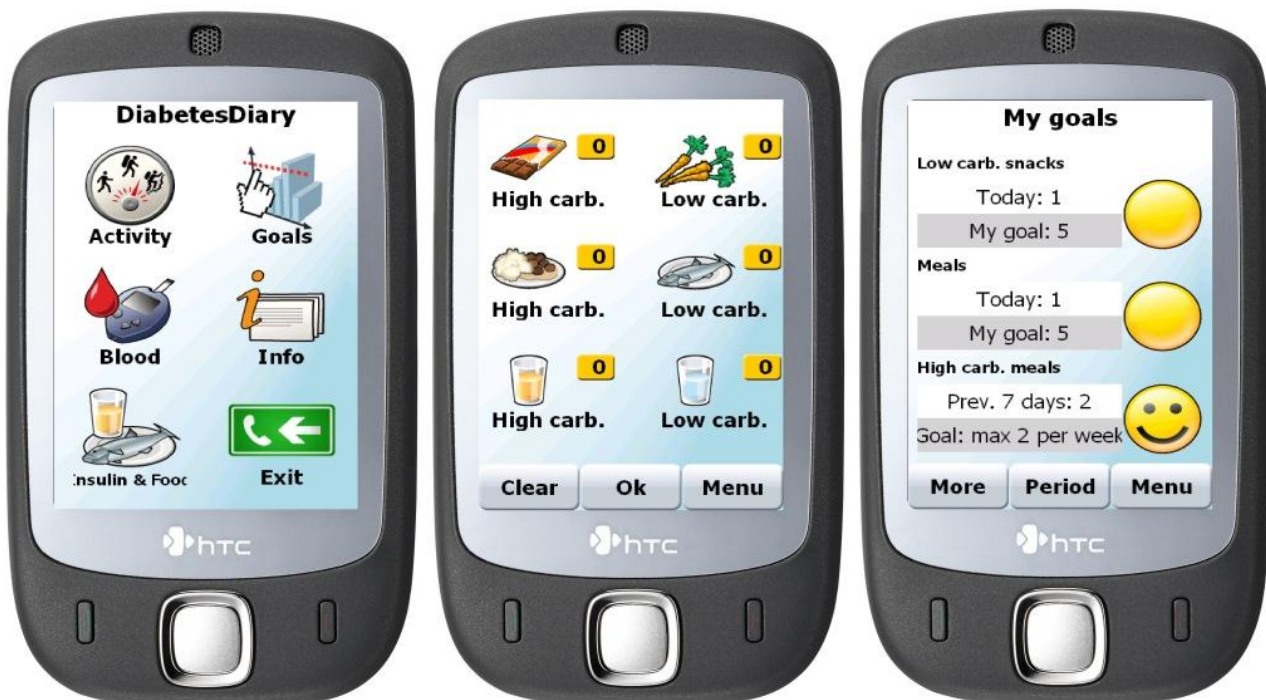 DiabetesDiary
Activity
Goals
Blood
Info
nsulin & Food
Exit
htc
0
0
High carb.
Low carb.
0
0
High carb.
Low carb.
0
0
High carb.
Low carb.
Clear
Ok
Menu
htc
My goals
Low carb. snacks
Today: 1
My goal: 5
Meals
Today: 1
My goal: 5
High carb. meals
Prev. 7 days: 2
Goal: max 2 per week
More
Period
Menu
htc